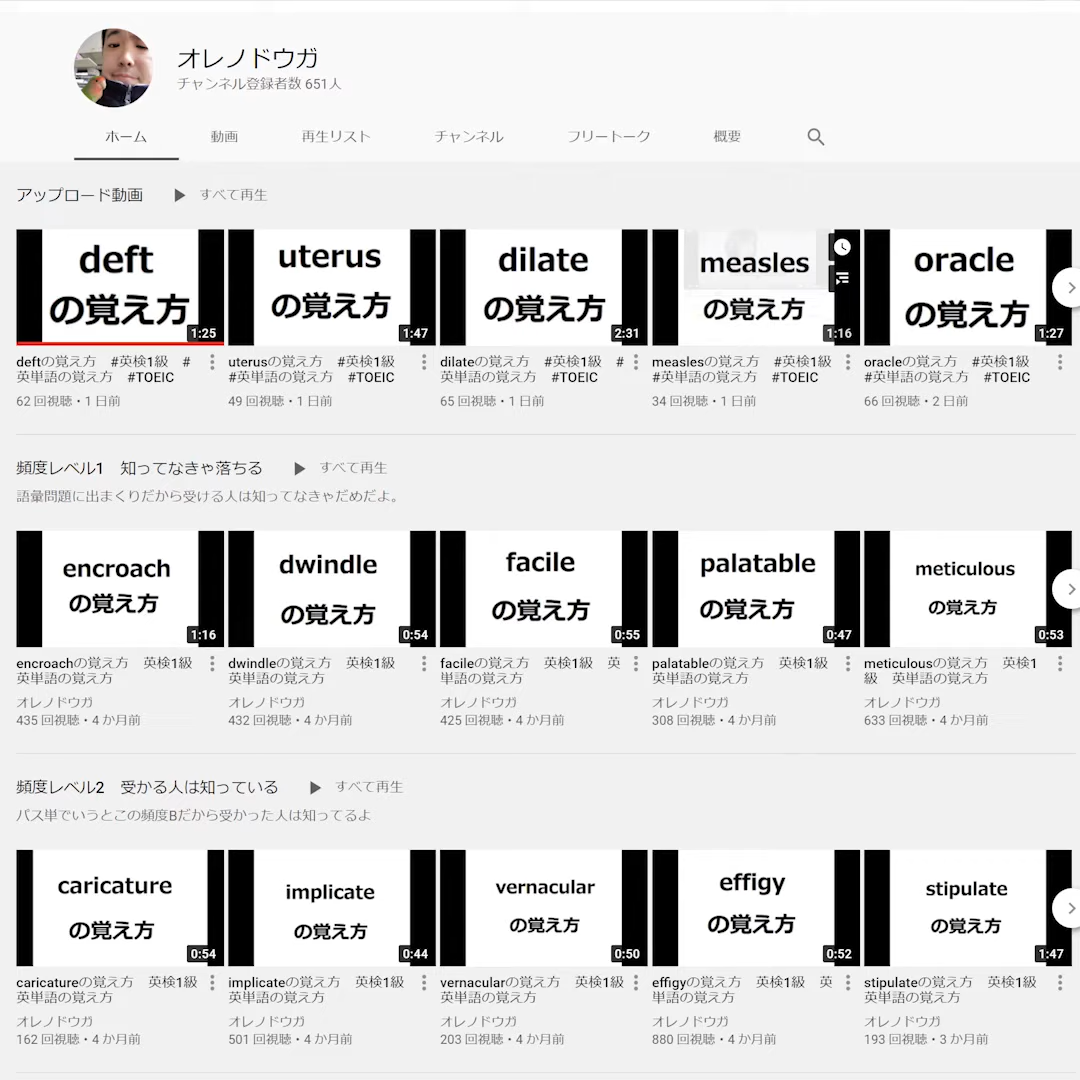 オレノドウガ
チャンネル登録者数 651人
ホーム 動画 再生リスト チャンネル フリートーク 概要
アップロード動画 すべて再生
deft
の覚え方
1:25
uterus
の覚え方
1:47
dilate
の覚え方
2:31
measles
の覚え方
1:16
oracle
の覚え方
1:27
deftの覚え方 #英検1級 #
英単語の覚え方 #TOEIC
62 回視聴・1 日前
uterusの覚え方 #英検1級
#英単語の覚え方 #TOEIC
49 回視聴・1 日前
dilateの覚え方 #英検1級 #
英単語の覚え方 #TOEIC
65 回視聴・1 日前
measlesの覚え方 #英検1級
#英単語の覚え方 #TOEIC
34 回視聴・1 日前
oracleの覚え方 #英検1級
#英単語の覚え方 #TOEIC
66 回視聴・2 日前
頻度レベル1 知ってなきゃ落ちる すべて再生
語彙問題に出まくりだから受ける人は知ってなきゃだめだよ。
encroach
の覚え方
1:16
dwindle
の覚え方
0:54
facile
の覚え方
0:55
palatable
の覚え方
0:47
meticulous
の覚え方
0:53
encroachの覚え方 英検1級
英単語の覚え方
オレノドウガ
435 回視聴・4 か月前
dwindleの覚え方 英検1級
英単語の覚え方
オレノドウガ
432 回視聴・4 か月前
facileの覚え方 英検1級 英
単語の覚え方
オレノドウガ
425 回視聴・4 か月前
palatableの覚え方 英検1級
英単語の覚え方
オレノドウガ
308 回視聴・4 か月前
meticulousの覚え方 英検1
級 英単語の覚え方
オレノドウガ
633 回視聴・4 か月前
頻度レベル2 受かる人は知っている すべて再生
パス単でいうとこの頻度Bだから受かった人は知ってるよ
caricature
の覚え方
0:54
implicate
の覚え方
0:44
vernacular
の覚え方
0:50
effigy
の覚え方
0:52
stipulate
の覚え方
1:47
caricatureの覚え方 英検1級
英単語の覚え方
オレノドウガ
162 回視聴・4 か月前
implicateの覚え方 英検1級
英単語の覚え方
オレノドウガ
501 回視聴・4 か月前
vernacularの覚え方 英検1級
英単語の覚え方
オレノドウガ
203 回視聴・4 か月前
effigyの覚え方 英検1級 英
単語の覚え方
オレノドウガ
880 回視聴・4 か月前
stipulateの覚え方 英検1級
英単語の覚え方
オレノドウガ
193 回視聴・3 か月前